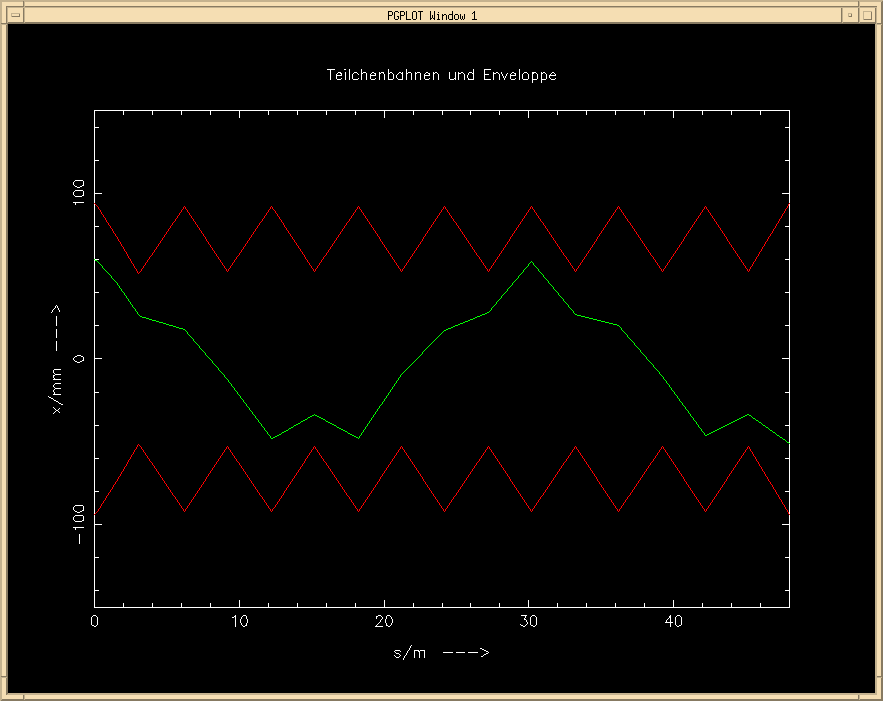 PGPLOT Window 1
Teilchenbahnen und Enveloppe
x/mm --->
100
0
-100
0 10 20 30 40
s/m --->